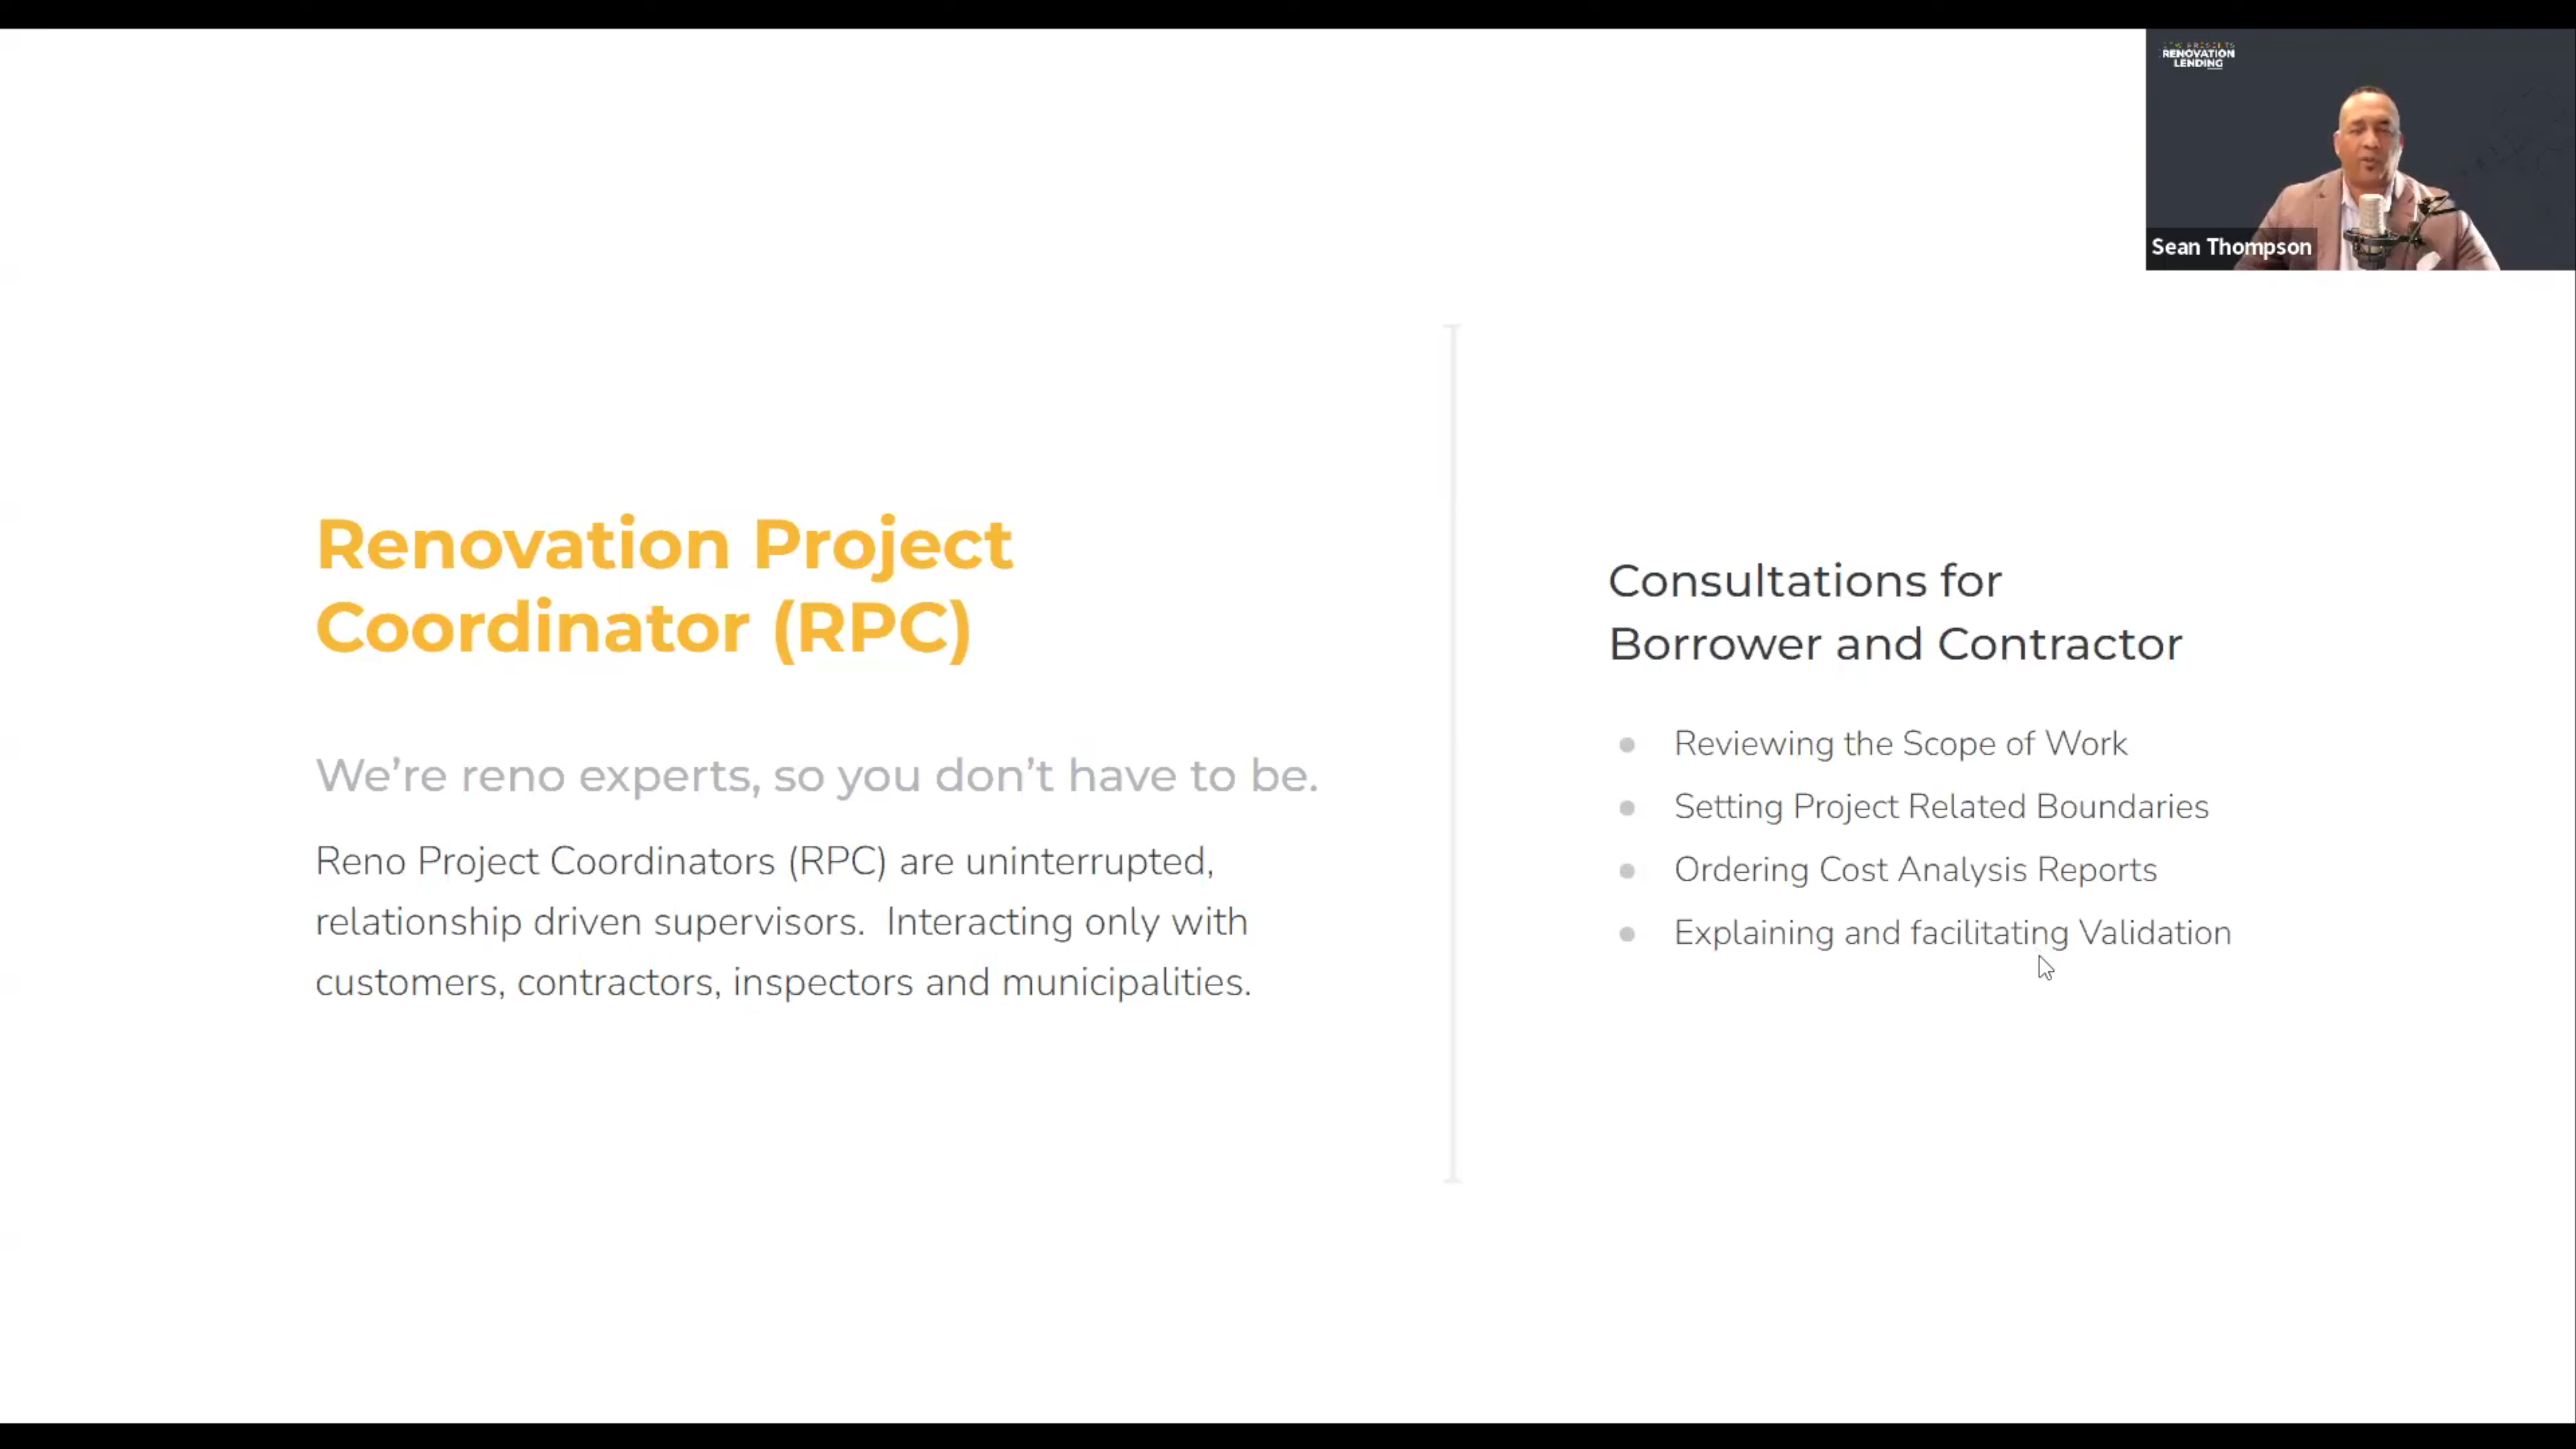 RENOVATION
LENDING
Sean Thompson
Renovation Project
Coordinator (RPC)
We're reno experts, so you don't have to be.
Reno Project Coordinators (RPC) are uninterrupted,
relationship driven supervisors.  Interacting only with
customers, contractors, inspectors and municipalities.
Consultations for
Borrower and Contractor
Reviewing the Scope of Work
Setting Project Related Boundaries
Ordering Cost Analysis Reports
Explaining and facilitating Validation